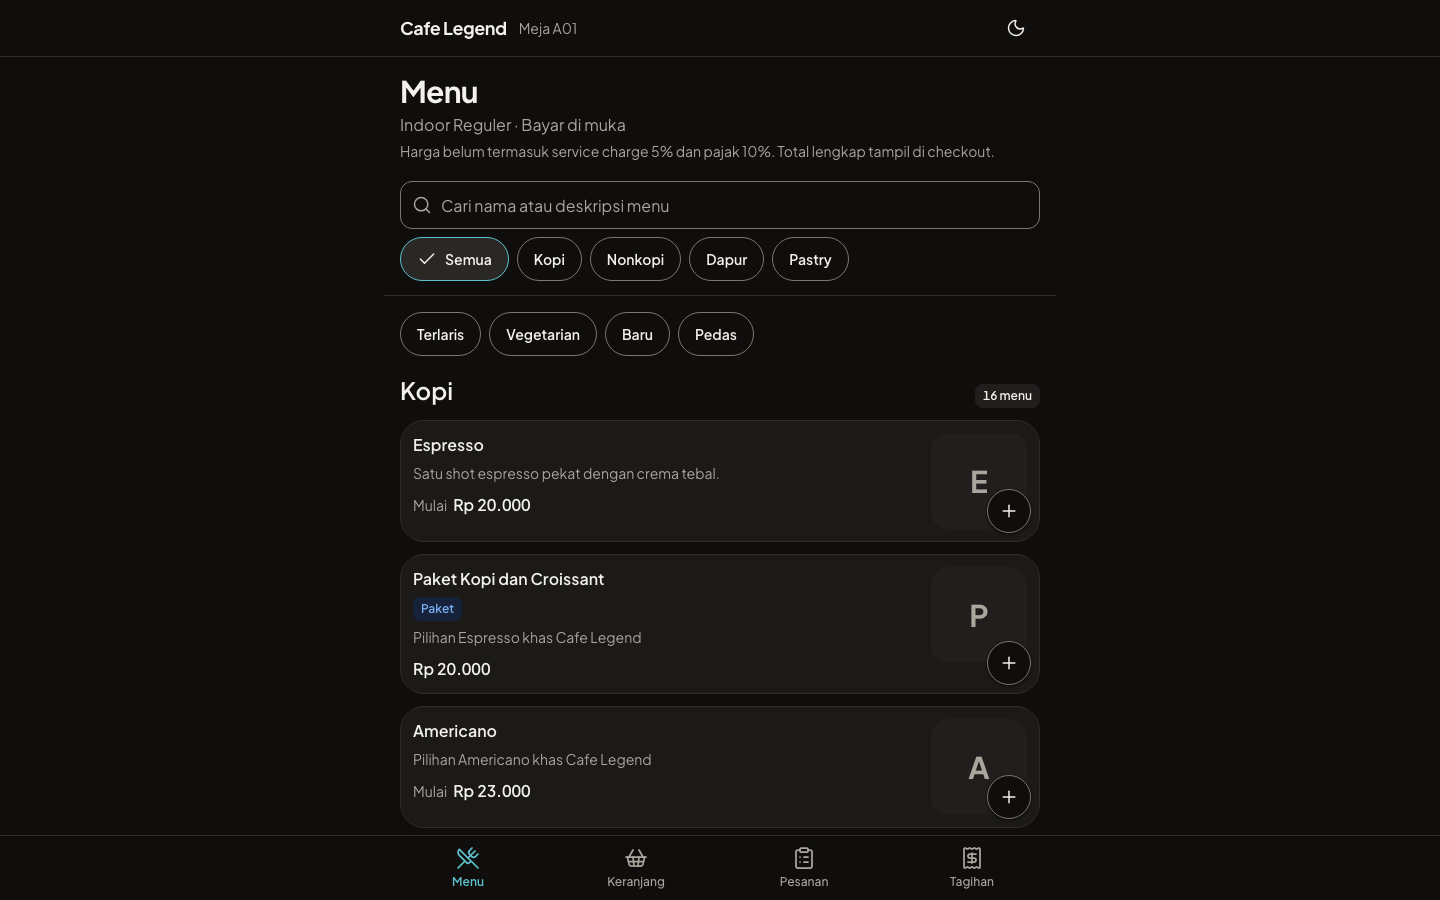 Cafe Legend Meja A01
Menu
Indoor Reguler · Bayar di muka
Harga belum termasuk service charge 5% dan pajak 10%. Total lengkap tampil di checkout.
Cari nama atau deskripsi menu
Semua Kopi Nonkopi Dapur Pastry
Terlaris Vegetarian Baru Pedas
Kopi 16 menu
Espresso
Satu shot espresso pekat dengan crema tebal.
Mulai Rp 20.000
E
Paket Kopi dan Croissant
Paket
Pilihan Espresso khas Cafe Legend
Rp 20.000
P
Americano
Pilihan Americano khas Cafe Legend
Mulai Rp 23.000
A
Menu Keranjang Pesanan Tagihan